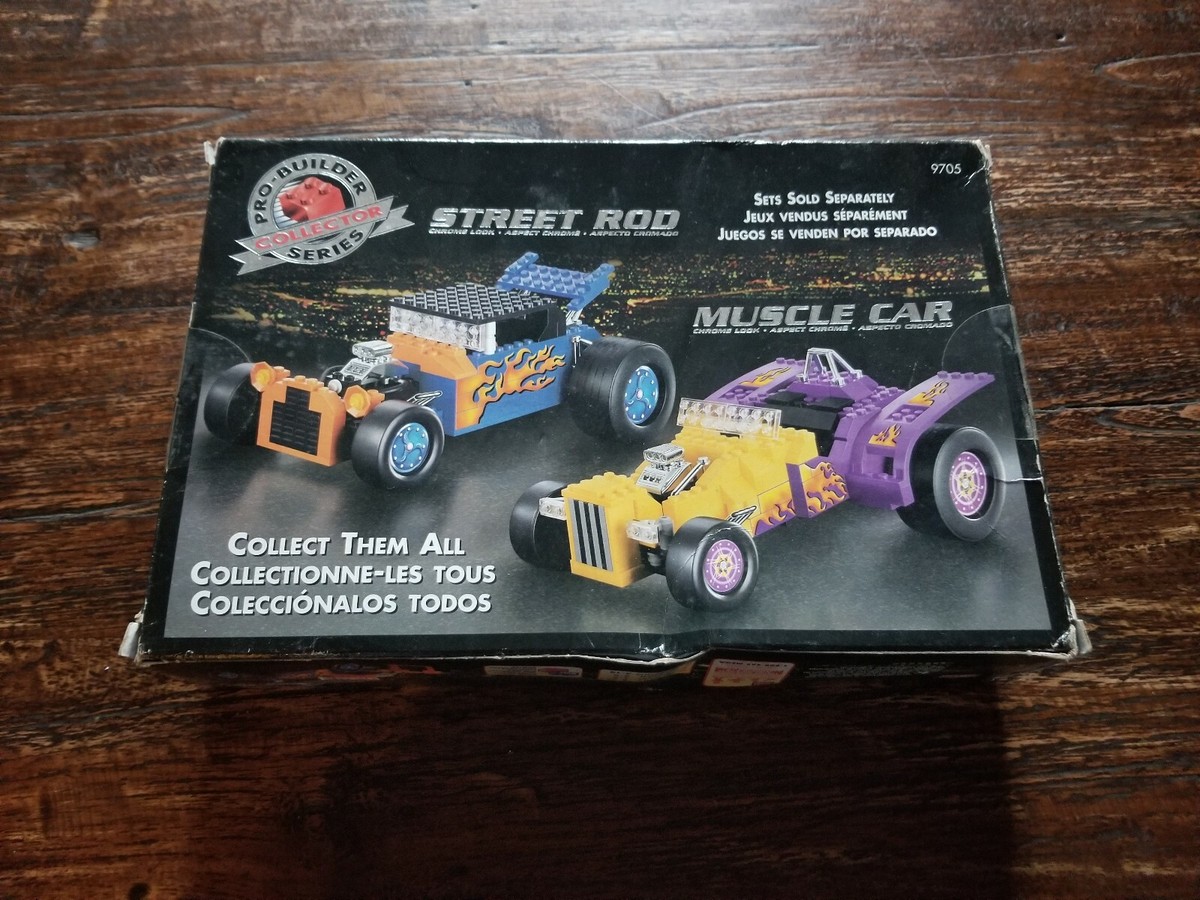 PRO·BUILDER
COLLECTOR
SERIES
STREET ROD
CHROME LOOK • ASPECT CHROME • ASPECTO CROMADO
9705
SETS SOLD SEPARATELY
JEUX VENDUS SÉPARÉMENT
JUEGOS SE VENDEN POR SEPARADO
MUSCLE CAR
CHROME LOOK • ASPECT CHROME • ASPECTO CROMADO
COLLECT THEM ALL
COLLECTIONNE-LES TOUS
COLECCIÓNALOS TODOS